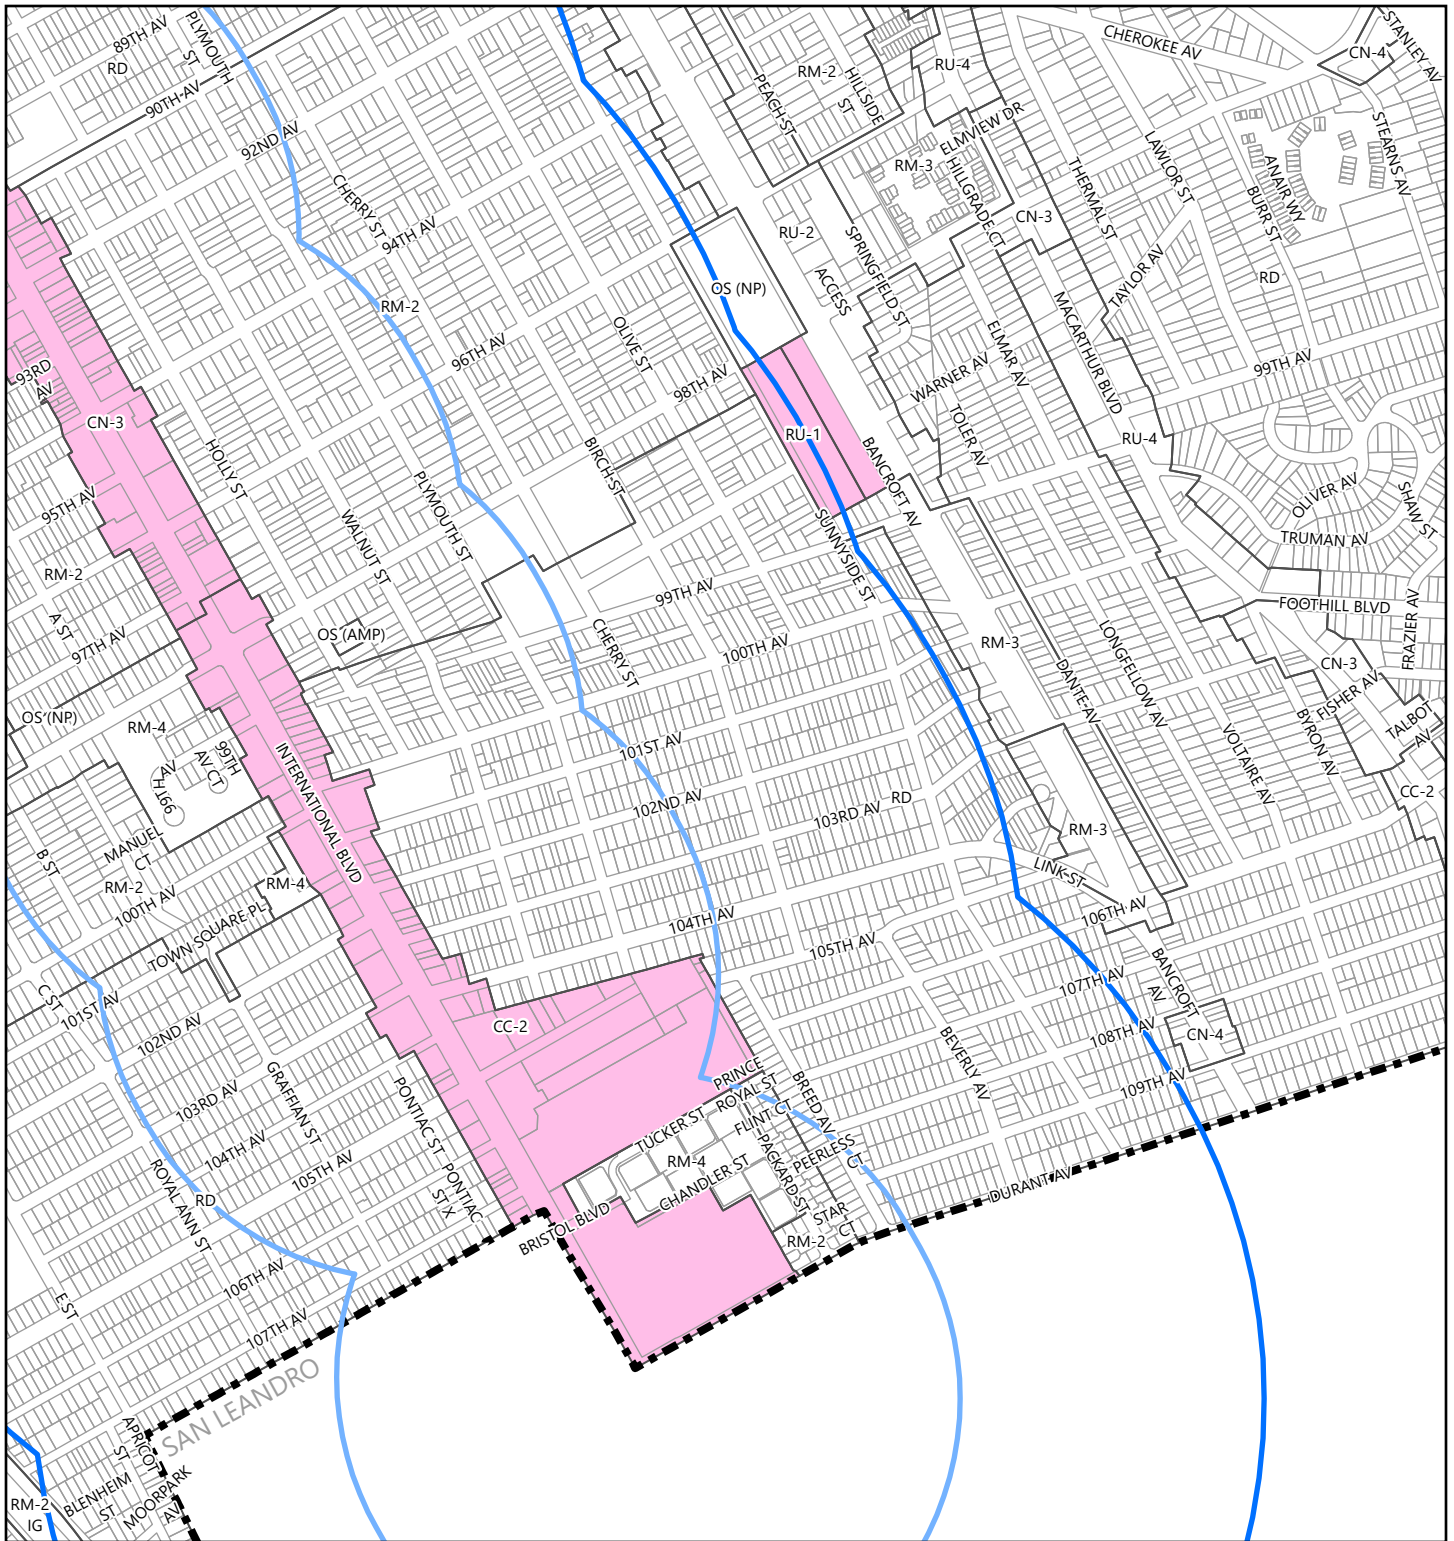 89TH AV
RD
PLYMOUTH
ST
90TH AV
92ND AV
CHERRY ST
94TH AV
RM-2
96TH AV
PEACH ST
RM-2
HILLSIDE
ST
RU-4
ELMVIEW DR
RM-3
HILLGRADE CT
CN-3
CHEROKEE AV
CN-4
STANLEY AV
STEARNS AV
LAWLOR ST
ANAIR WY
BURR ST
THERMAL ST
TAYLOR AV
RD
RU-2
ACCESS
SPRINGFIELD ST
OS (NP)
OLIVE ST
98TH AV
WARNER AV
ELMAR AV
MACARTHUR BLVD
99TH AV
TOLER AV
RU-4
93RD
AV
CN-3
HOLLY ST
95TH AV
RM-2
A ST
97TH AV
WALNUT ST
PLYMOUTH ST
BIRCH ST
RU-1
BANCROFT AV
SUNNYSIDE ST
OLIVER AV
TRUMAN AV
SHAW ST
FOOTHILL BLVD
FRAZIER AV
OS (AMP)
99TH AV
CHERRY ST
100TH AV
RM-3
DANTE AV
LONGFELLOW AV
CN-3
FISHER AV
TALBOT
AV
BYRON AV
VOLTAIRE AV
CC-2
OS (NP)
RM-4
99TH
AV CT
99TH AV
INTERNATIONAL BLVD
101ST AV
102ND AV
103RD AV
RD
RM-3
LINK ST
MANUEL
CT
B ST
RM-2
100TH AV
RM-4
TOWN SQUARE PL
104TH AV
105TH AV
106TH AV
107TH AV
BANCROFT
AV
108TH AV
CN-4
109TH AV
C ST
101ST AV
102ND AV
CC-2
BEVERLY AV
103RD AV
GRAFFIAN ST
PONTIAC ST
104TH AV
105TH AV
PRINCE
ROYAL ST
FLINT CT
BREED AV
TUCKER ST
RM-4
CHANDLER ST
PACKARD ST
PEERLESS
CT
STAR
CT
RM-2
DURANT AV
RD
ROYAL ANN ST
PONTIAC
ST X
BRISTOL BLVD
106TH AV
E ST
107TH AV
SAN LEANDRO
APRICOT
ST
BLENHEIM
ST
MOORPARK
AV
RM-2
IG